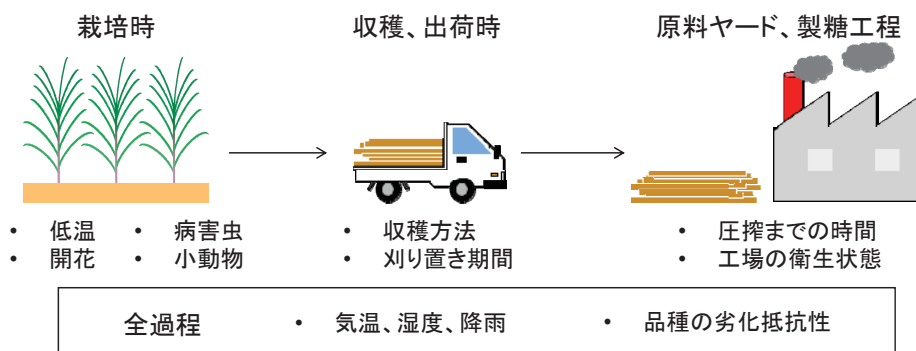 栽培時
収穫、出荷時
原料ヤード、製糖工程
• 低温 • 病害虫
• 開花 • 小動物
• 収穫方法
• 刈り置き期間
• 圧搾までの時間
• 工場の衛生状態
全過程 • 気温、湿度、降雨 • 品種の劣化抵抗性